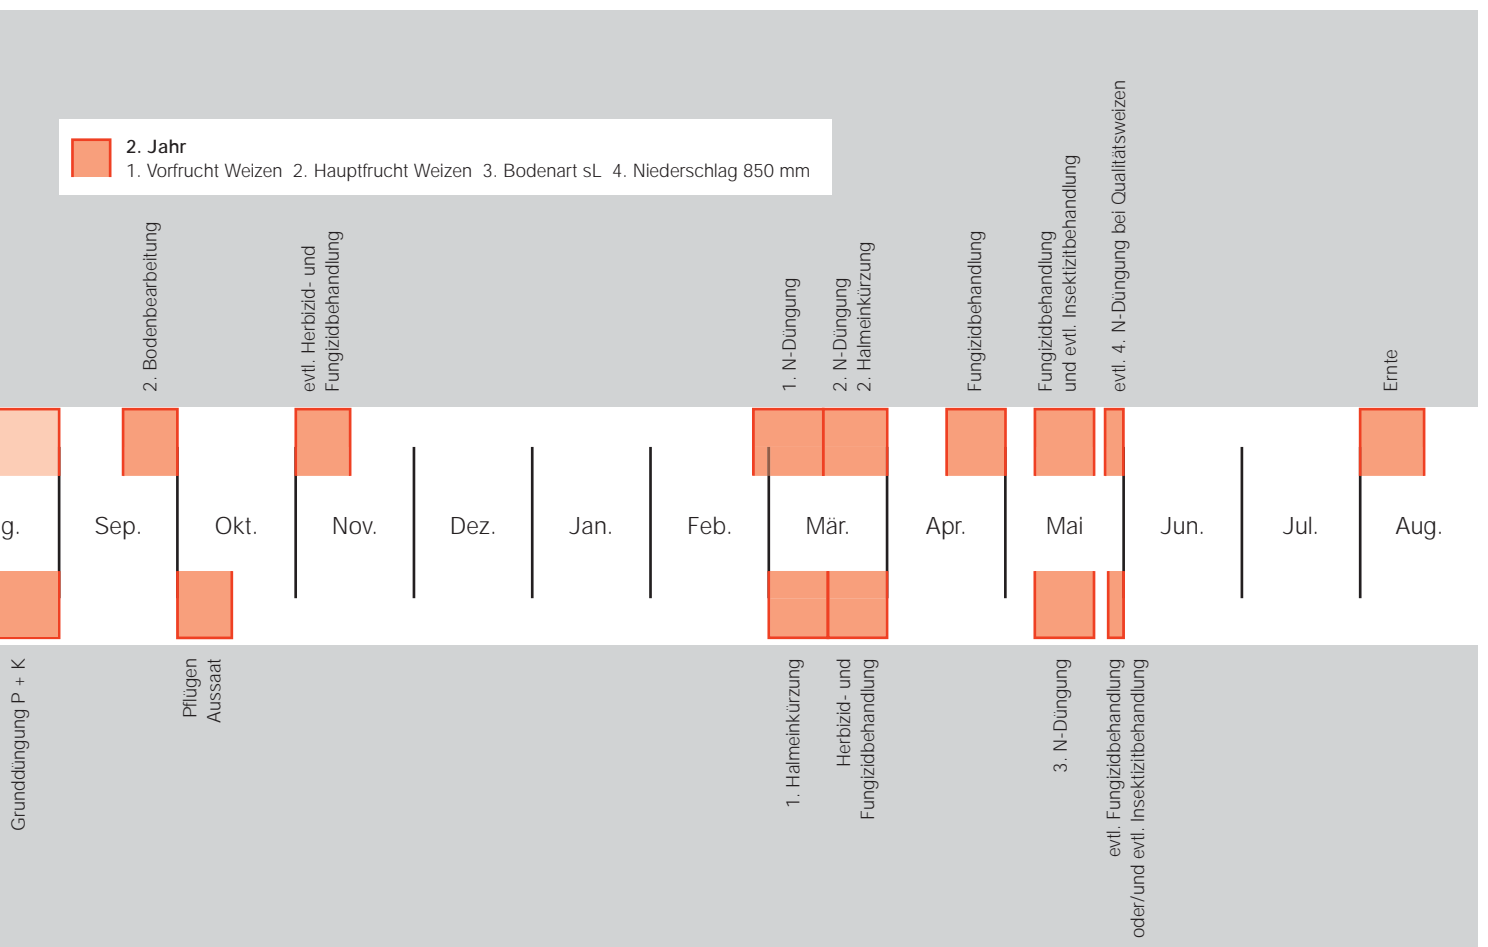 2. Jahr
1. Vorfrucht Weizen 2. Hauptfrucht Weizen 3. Bodenart sL 4. Niederschlag 850 mm
2. Bodenbearbeitung
evtl. Herbizid- und
Fungizidbehandlung
1. N-Düngung
2. N-Düngung
2. Halmeinkürzung
Fungizidbehandlung
Fungizidbehandlung
und evtl. Insektizitbehandlung
evtl. 4. N-Düngung bei Qualitätsweizen
Ernte
g.
Sep.
Okt.
Nov.
Dez.
Jan.
Feb.
Mär.
Apr.
Mai
Jun.
Jul.
Aug.
Grunddüngung P + K
Pflügen
Aussaat
1. Halmeinkürzung
Herbizid- und
Fungizidbehandlung
3. N-Düngung
evtl. Fungizidbehandlung
oder/und evtl. Insektizitbehandlung